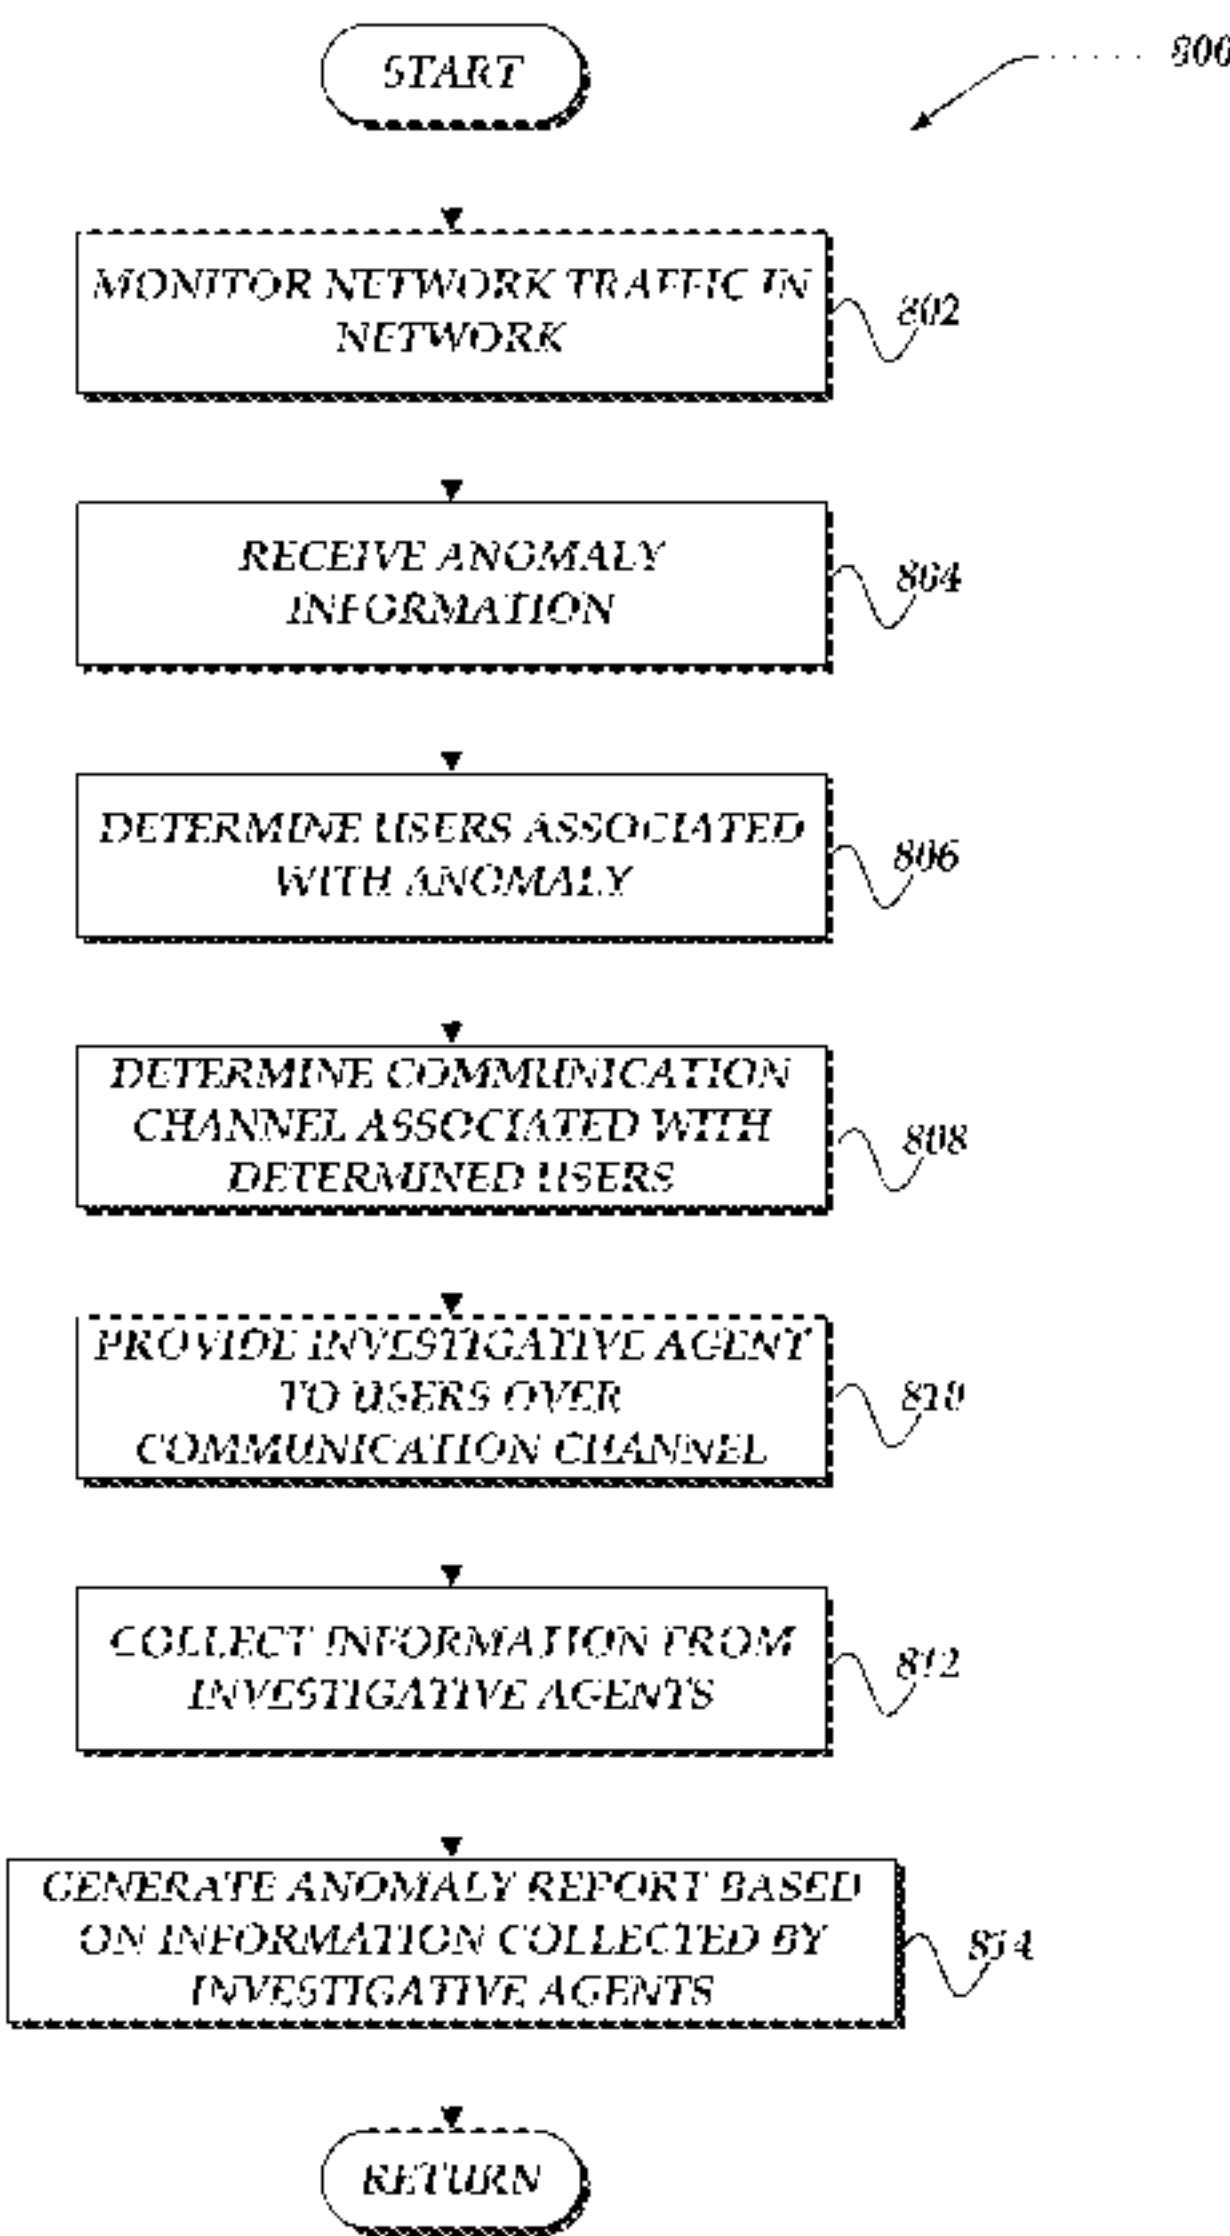 START
800
MONITOR NETWORK TRAFFIC IN
NETWORK
802
RECEIVE ANOMALY
INFORMATION
804
DETERMINE USERS ASSOCIATED
WITH ANOMALY
806
DETERMINE COMMUNICATION
CHANNEL ASSOCIATED WITH
DETERMINED USERS
808
PROVIDE INVESTIGATIVE AGENT
TO USERS OVER
COMMUNICATION CHANNEL
810
COLLECT INFORMATION FROM
INVESTIGATIVE AGENTS
812
GENERATE ANOMALY REPORT BASED
ON INFORMATION COLLECTED BY
INVESTIGATIVE AGENTS
814
RETURN